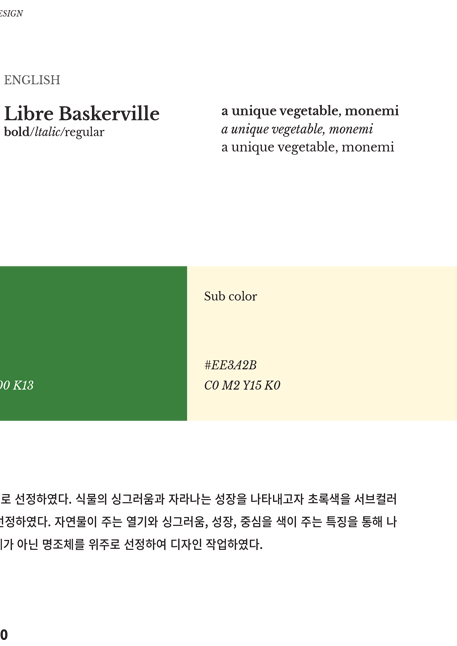 ESIGN
ENGLISH
Libre Baskerville
bold/Italic/regular
a unique vegetable, monemi
a unique vegetable, monemi
a unique vegetable, monemi
Sub color
#EE3A2B
C0 M2 Y15 K0
K13
로 선정하였다. 식물의 싱그러움과 자라나는 성장을 나타내고자 초록색을 서브컬러
선정하였다. 자연물이 주는 열기와 싱그러움, 성장, 중심을 색이 주는 특징을 통해 나
가 아닌 명조체를 위주로 선정하여 디자인 작업하였다.
0